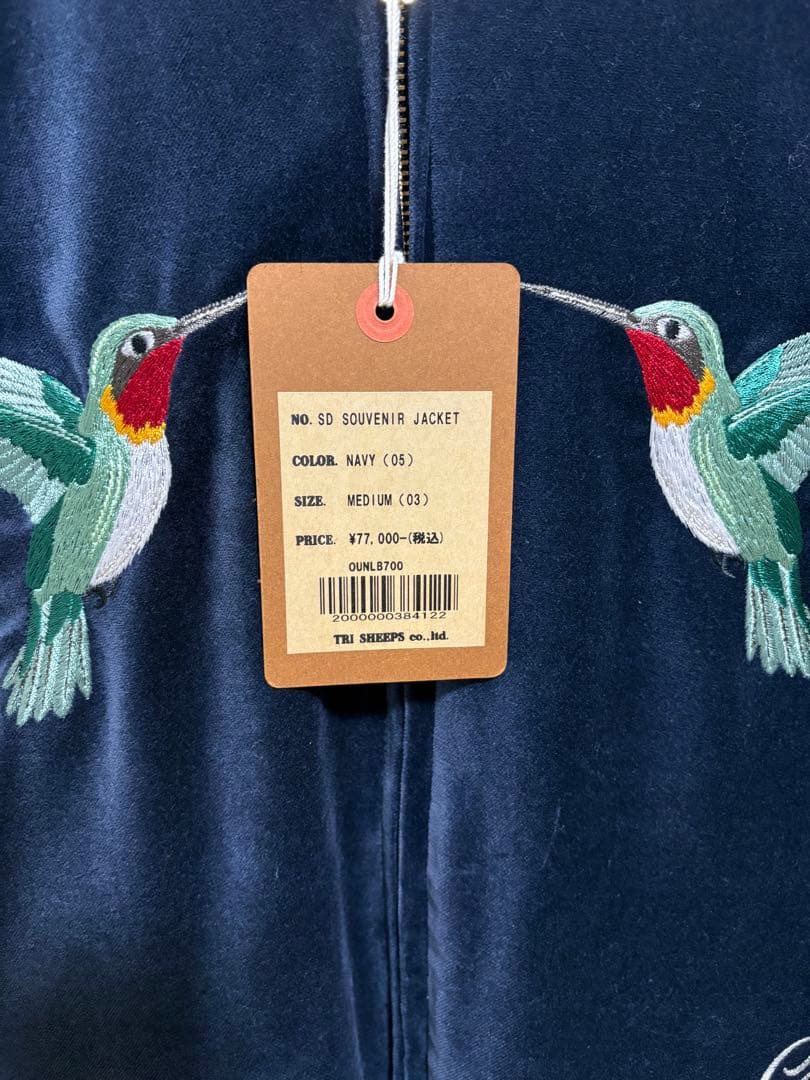 NO. SD SOUVENIR JACKET
COLOR. NAVY (05)
SIZE. MEDIUM (03)
PRICE. ¥77,000-(税込)
OUNLB700
2000000384122
TRI SHEEPS co.,ltd.